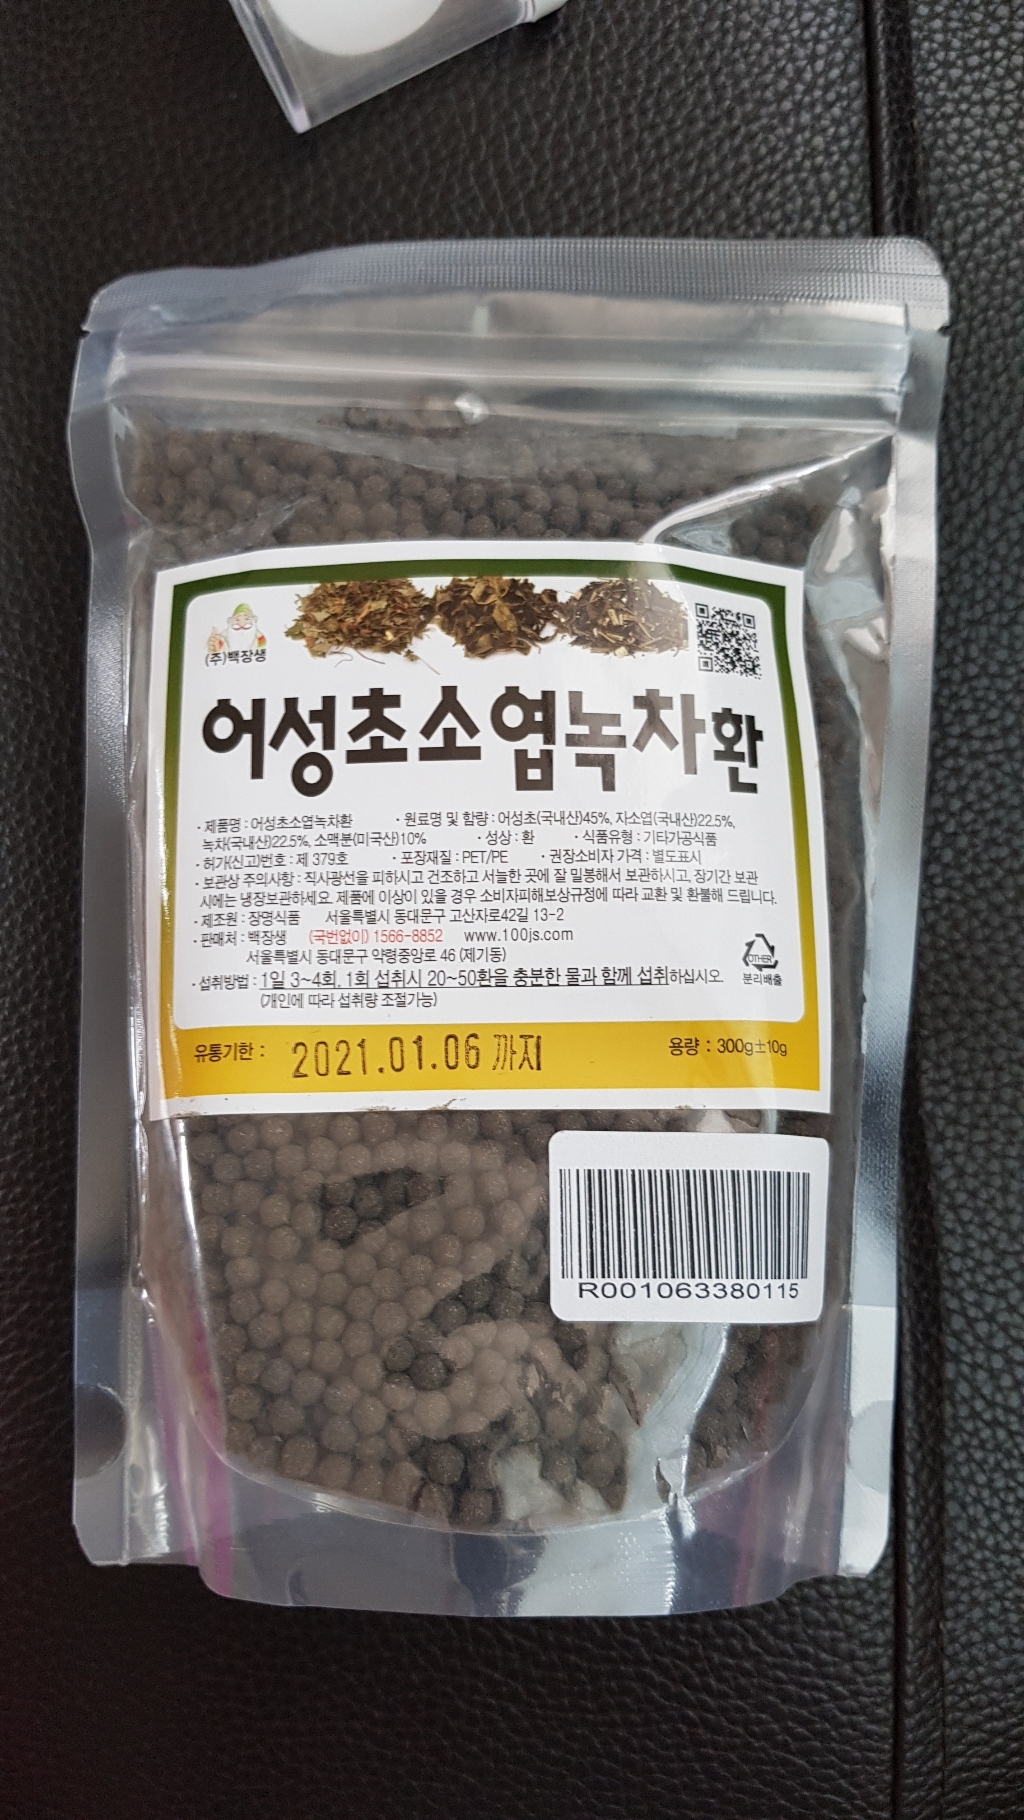 (주)백장생
어성초소엽녹차환
· 제품명 : 어성초소엽녹차환 · 원료명 및 함량 : 어성초(국내산)45%, 자소엽(국내산)22.5%,
녹차(국내산)22.5%, 소맥분(미국산)10% · 성상 : 환 · 식품유형 : 기타가공식품
· 허가(신고)번호 : 제 379호 · 포장재질 : PET/PE · 권장소비자 가격 : 별도표시
· 보관상 주의사항 : 직사광선을 피하시고 건조하고 서늘한 곳에 잘 밀봉해서 보관하시고, 장기간 보관
시에는 냉장보관하세요. 제품에 이상이 있을 경우 소비자피해보상규정에 따라 교환 및 환불해 드립니다.
· 제조원 : 장명식품 서울특별시 동대문구 고산자로42길 13-2
· 판매처 : 백장생 (국번없이) 1566-8852 www.100js.com
서울특별시 동대문구 약령중앙로 46 (제기동)
OTHER
분리배출
· 섭취방법 : 1일 3~4회, 1회 섭취시 20~50환을 충분한 물과 함께 섭취하십시오.
(개인에 따라 섭취량 조절가능)
유통기한 : 2021.01.06 까지 용량 : 300g±10g
R001063380115